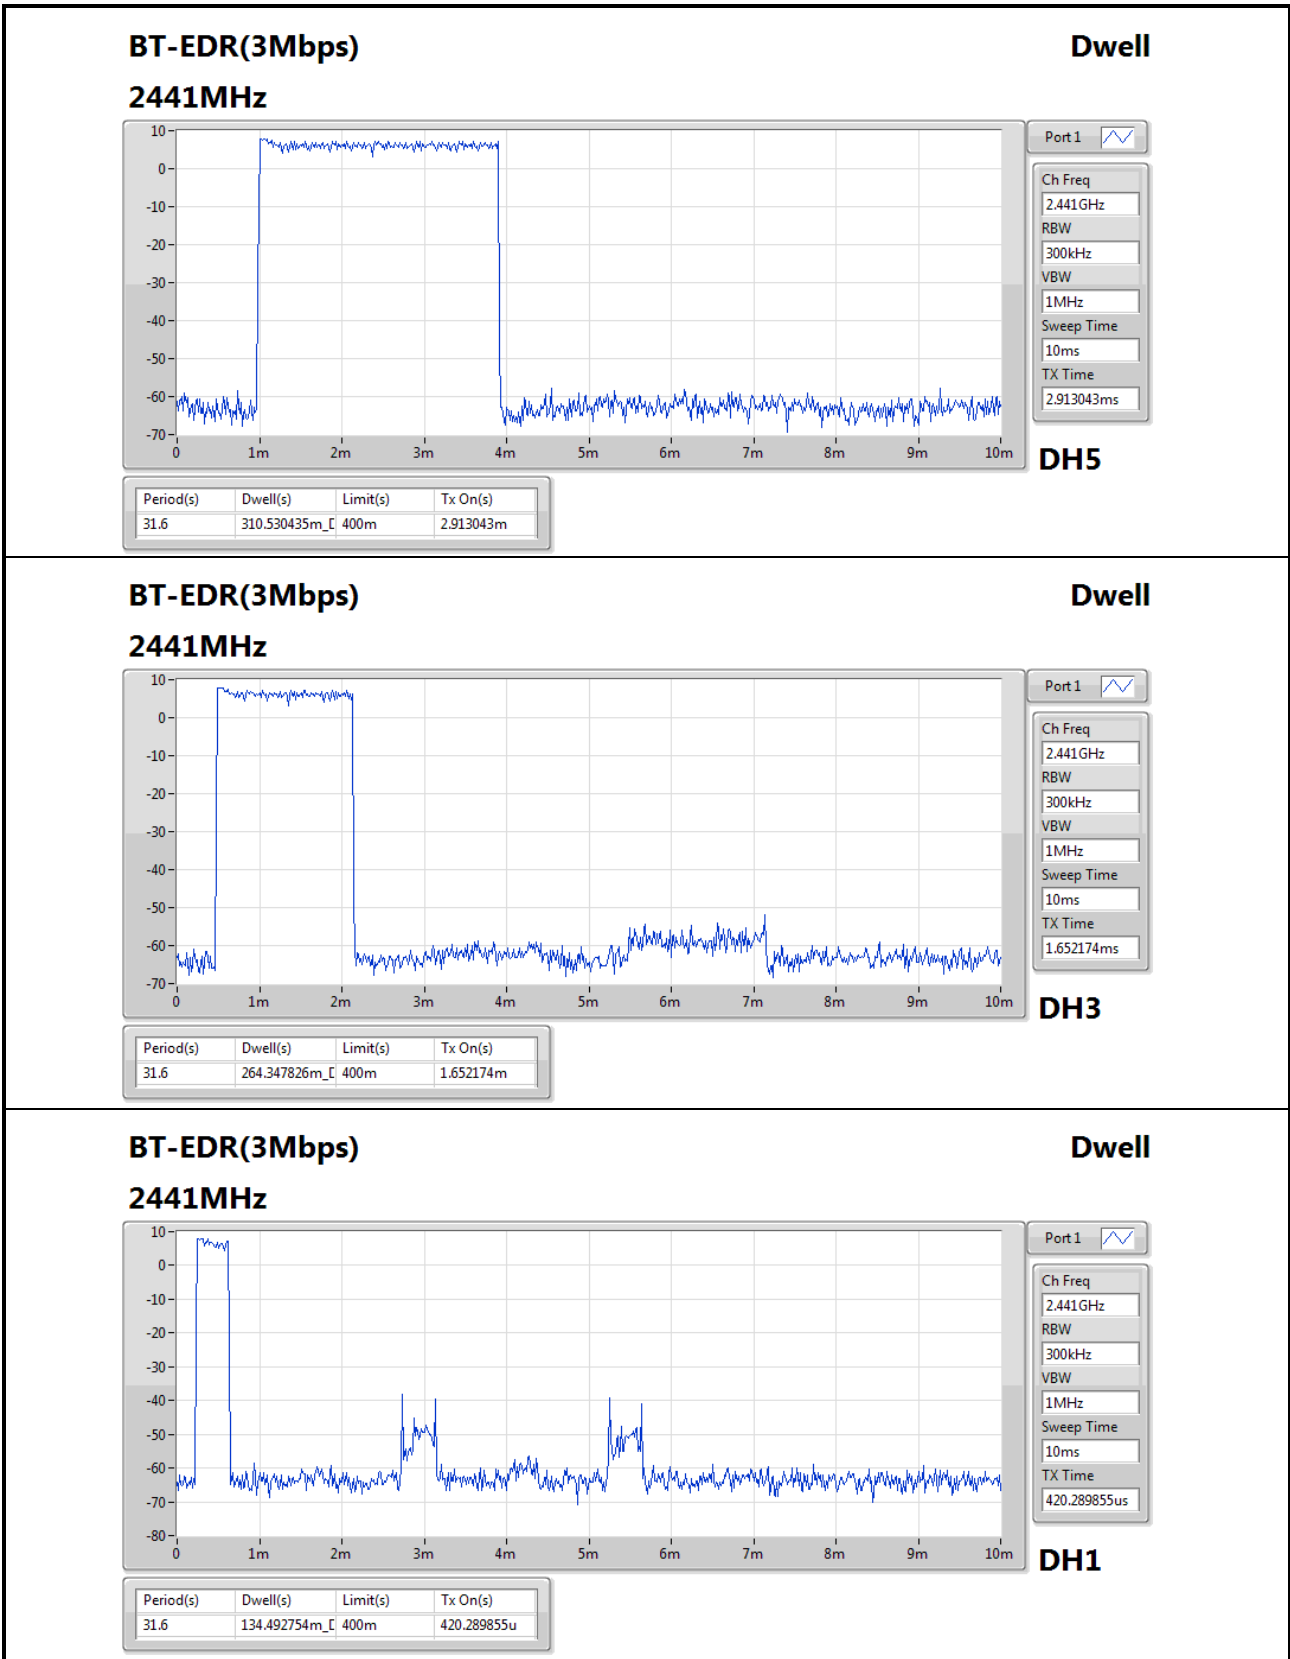 BT-EDR(3Mbps) Dwell
2441MHz
Port 1
10
0
-10
-20
-30
-40
-50
-60
-70
0 1m 2m 3m 4m 5m 6m 7m 8m 9m 10m
Ch Freq
2.441GHz
RBW
300kHz
VBW
1MHz
Sweep Time
10ms
TX Time
2.913043ms
DH5
Period(s) Dwell(s) Limit(s) Tx On(s)
31.6 310.530435m_D 400m 2.913043m
BT-EDR(3Mbps) Dwell
2441MHz
Port 1
10
0
-10
-20
-30
-40
-50
-60
-70
0 1m 2m 3m 4m 5m 6m 7m 8m 9m 10m
Ch Freq
2.441GHz
RBW
300kHz
VBW
1MHz
Sweep Time
10ms
TX Time
1.652174ms
DH3
Period(s) Dwell(s) Limit(s) Tx On(s)
31.6 264.347826m_D 400m 1.652174m
BT-EDR(3Mbps) Dwell
2441MHz
Port 1
10
0
-10
-20
-30
-40
-50
-60
-70
-80
0 1m 2m 3m 4m 5m 6m 7m 8m 9m 10m
Ch Freq
2.441GHz
RBW
300kHz
VBW
1MHz
Sweep Time
10ms
TX Time
420.289855us
DH1
Period(s) Dwell(s) Limit(s) Tx On(s)
31.6 134.492754m_D 400m 420.289855u